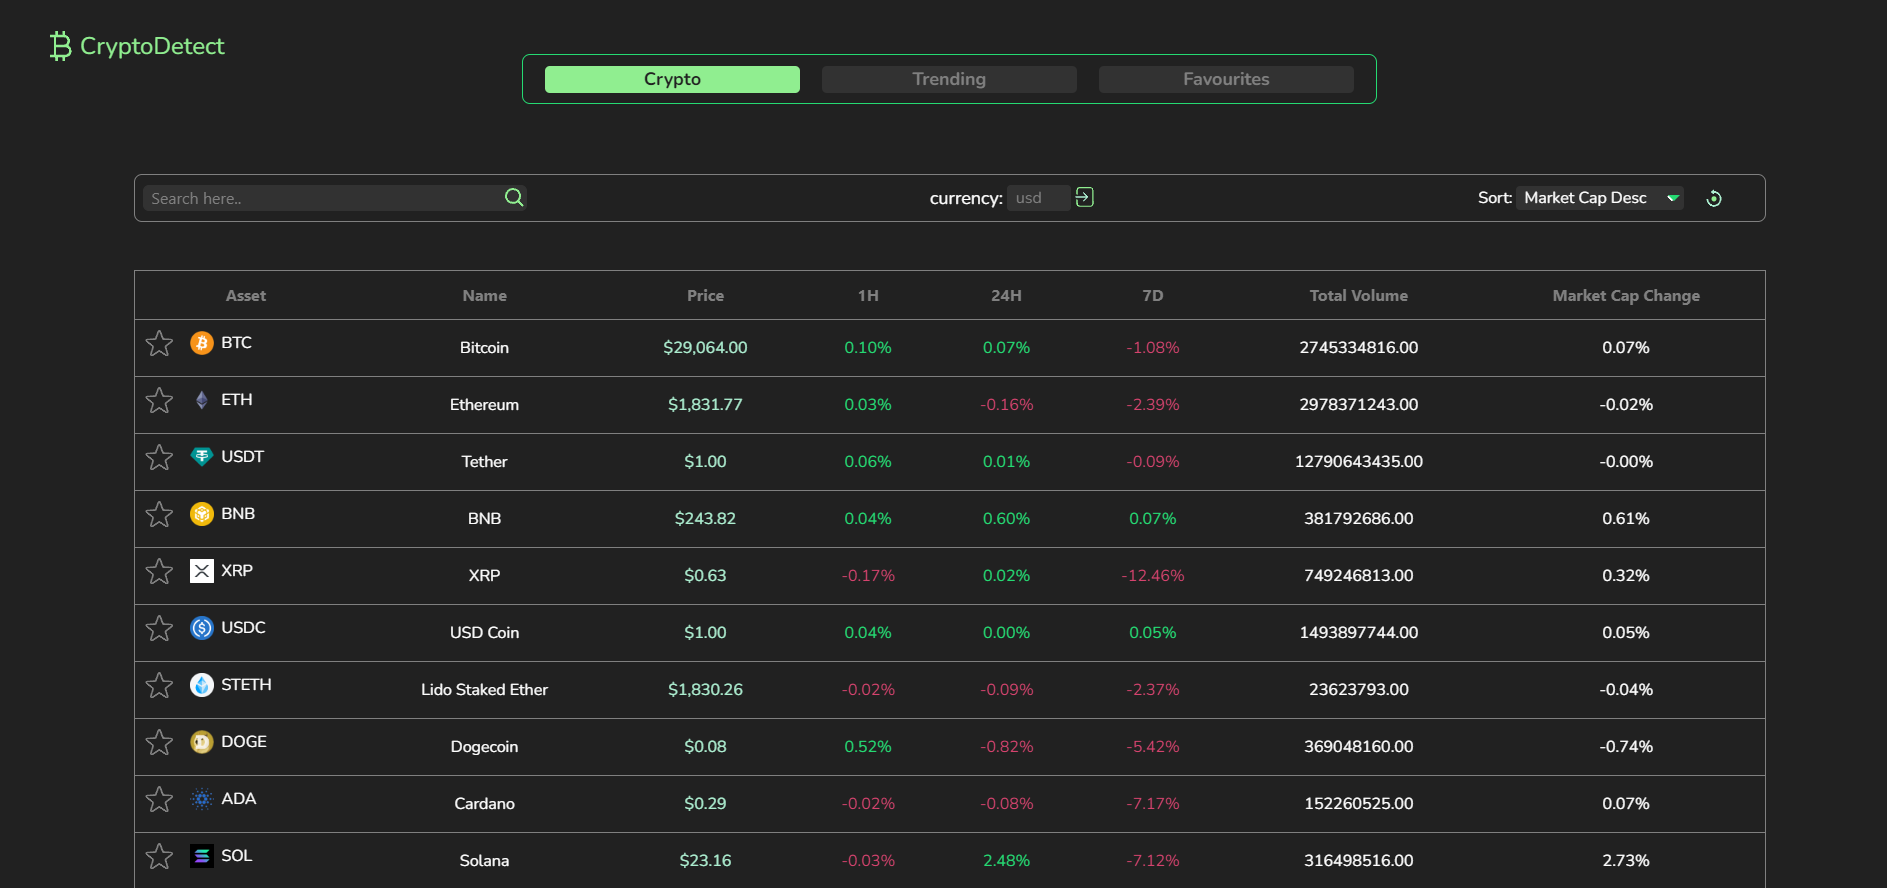 CryptoDetect
Crypto Trending Favourites
Search here.. currency: usd Sort: Market Cap Desc
Asset Name Price 1H 24H 7D Total Volume Market Cap Change
BTC Bitcoin $29,064.00 0.10% 0.07% -1.08% 2745334816.00 0.07%
ETH Ethereum $1,831.77 0.03% -0.16% -2.39% 2978371243.00 -0.02%
USDT Tether $1.00 0.06% 0.01% -0.09% 12790643435.00 -0.00%
BNB BNB $243.82 0.04% 0.60% 0.07% 381792686.00 0.61%
XRP XRP $0.63 -0.17% 0.02% -12.46% 749246813.00 0.32%
USDC USD Coin $1.00 0.04% 0.00% 0.05% 1493897744.00 0.05%
STETH Lido Staked Ether $1,830.26 -0.02% -0.09% -2.37% 23623793.00 -0.04%
DOGE Dogecoin $0.08 0.52% -0.82% -5.42% 369048160.00 -0.74%
ADA Cardano $0.29 -0.02% -0.08% -7.17% 152260525.00 0.07%
SOL Solana $23.16 -0.03% 2.48% -7.12% 316498516.00 2.73%